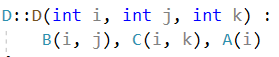 D::D(int i, int j, int k) :
B(i, j), C(i, k), A(i)